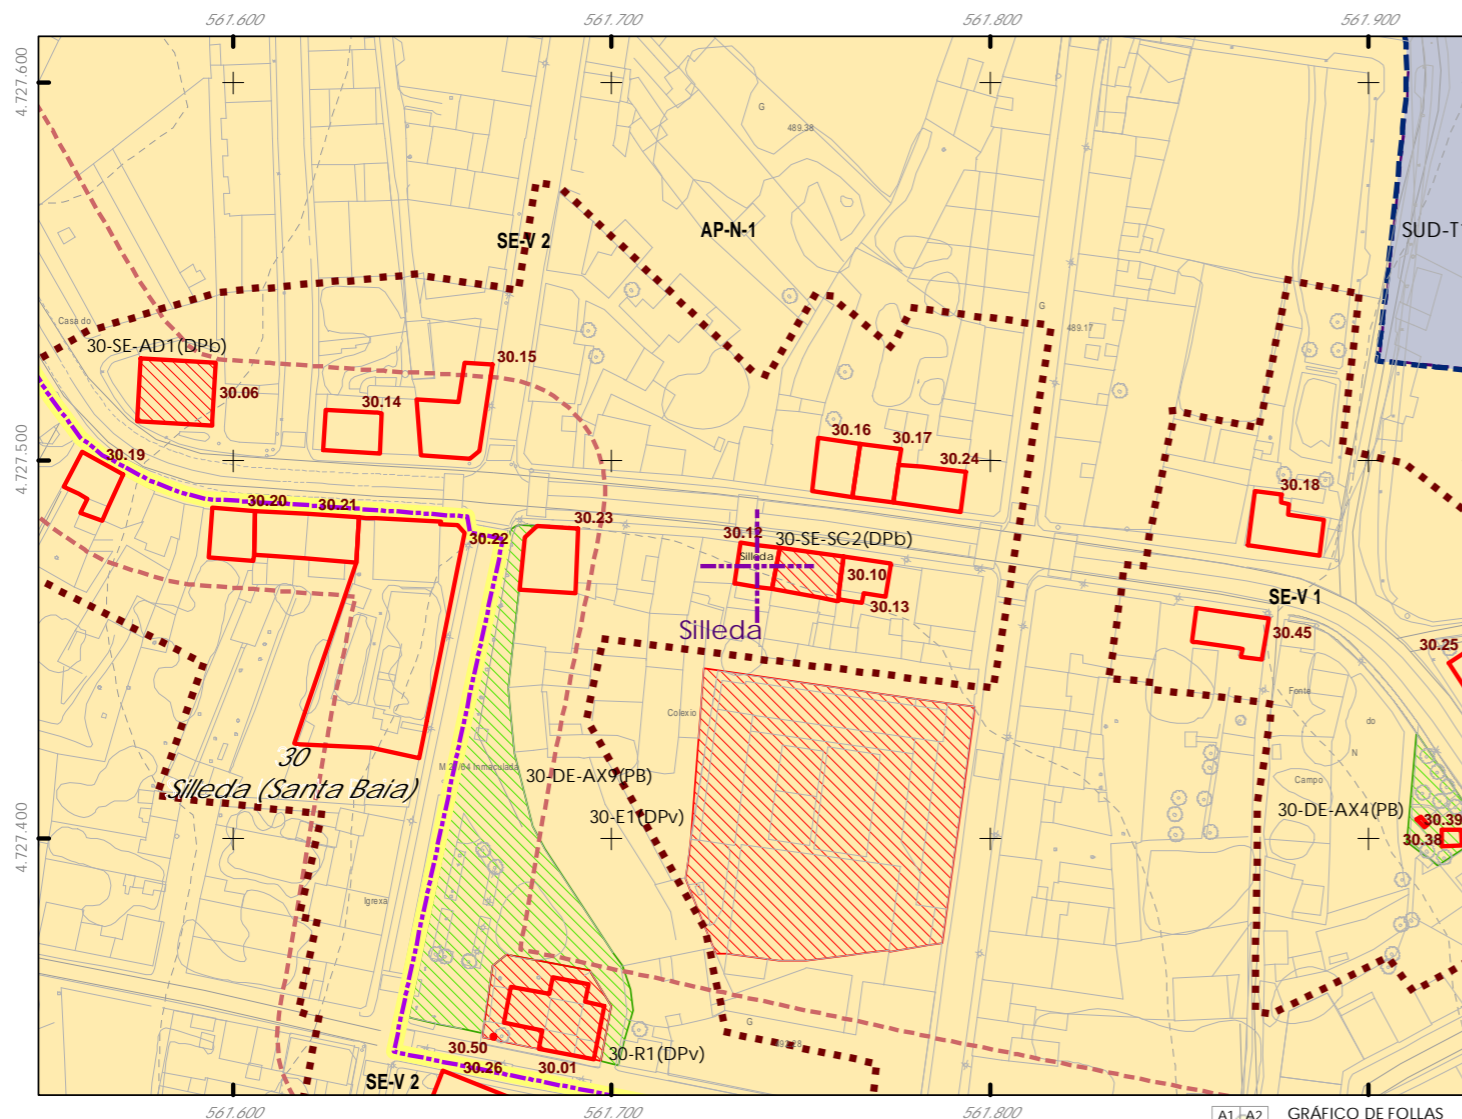 561.600
561.700
561.800
561.900
4.727.600
G
489.38
SE-V 2
AP-N-1
SUD-T1
Casa do
G
489.17
30-SE-AD1(DPb)
30.15
30.06
30.14
30.16
30.17
30.24
4.727.500
30.19
30.18
30.20
30.21
30.22
30.23
30.12
30-SE-SC2(DPb)
Silleda
30.10
30.13
SE-V 1
Silleda
30.45
30.25
Fonte
do
Colexio
N
30
Silleda (Santa Baia)
Inmaculada
30-DE-AX9(PB)
Campo
30-E1(DPv)
30-DE-AX4(PB)
30.39
30.38
4.727.400
Igrexa
G
30.50
30.26
30.01
30-R1(DPv)
SE-V 2
561.600
561.700
561.800
A1 A2
GRÁFICO DE FOLLAS